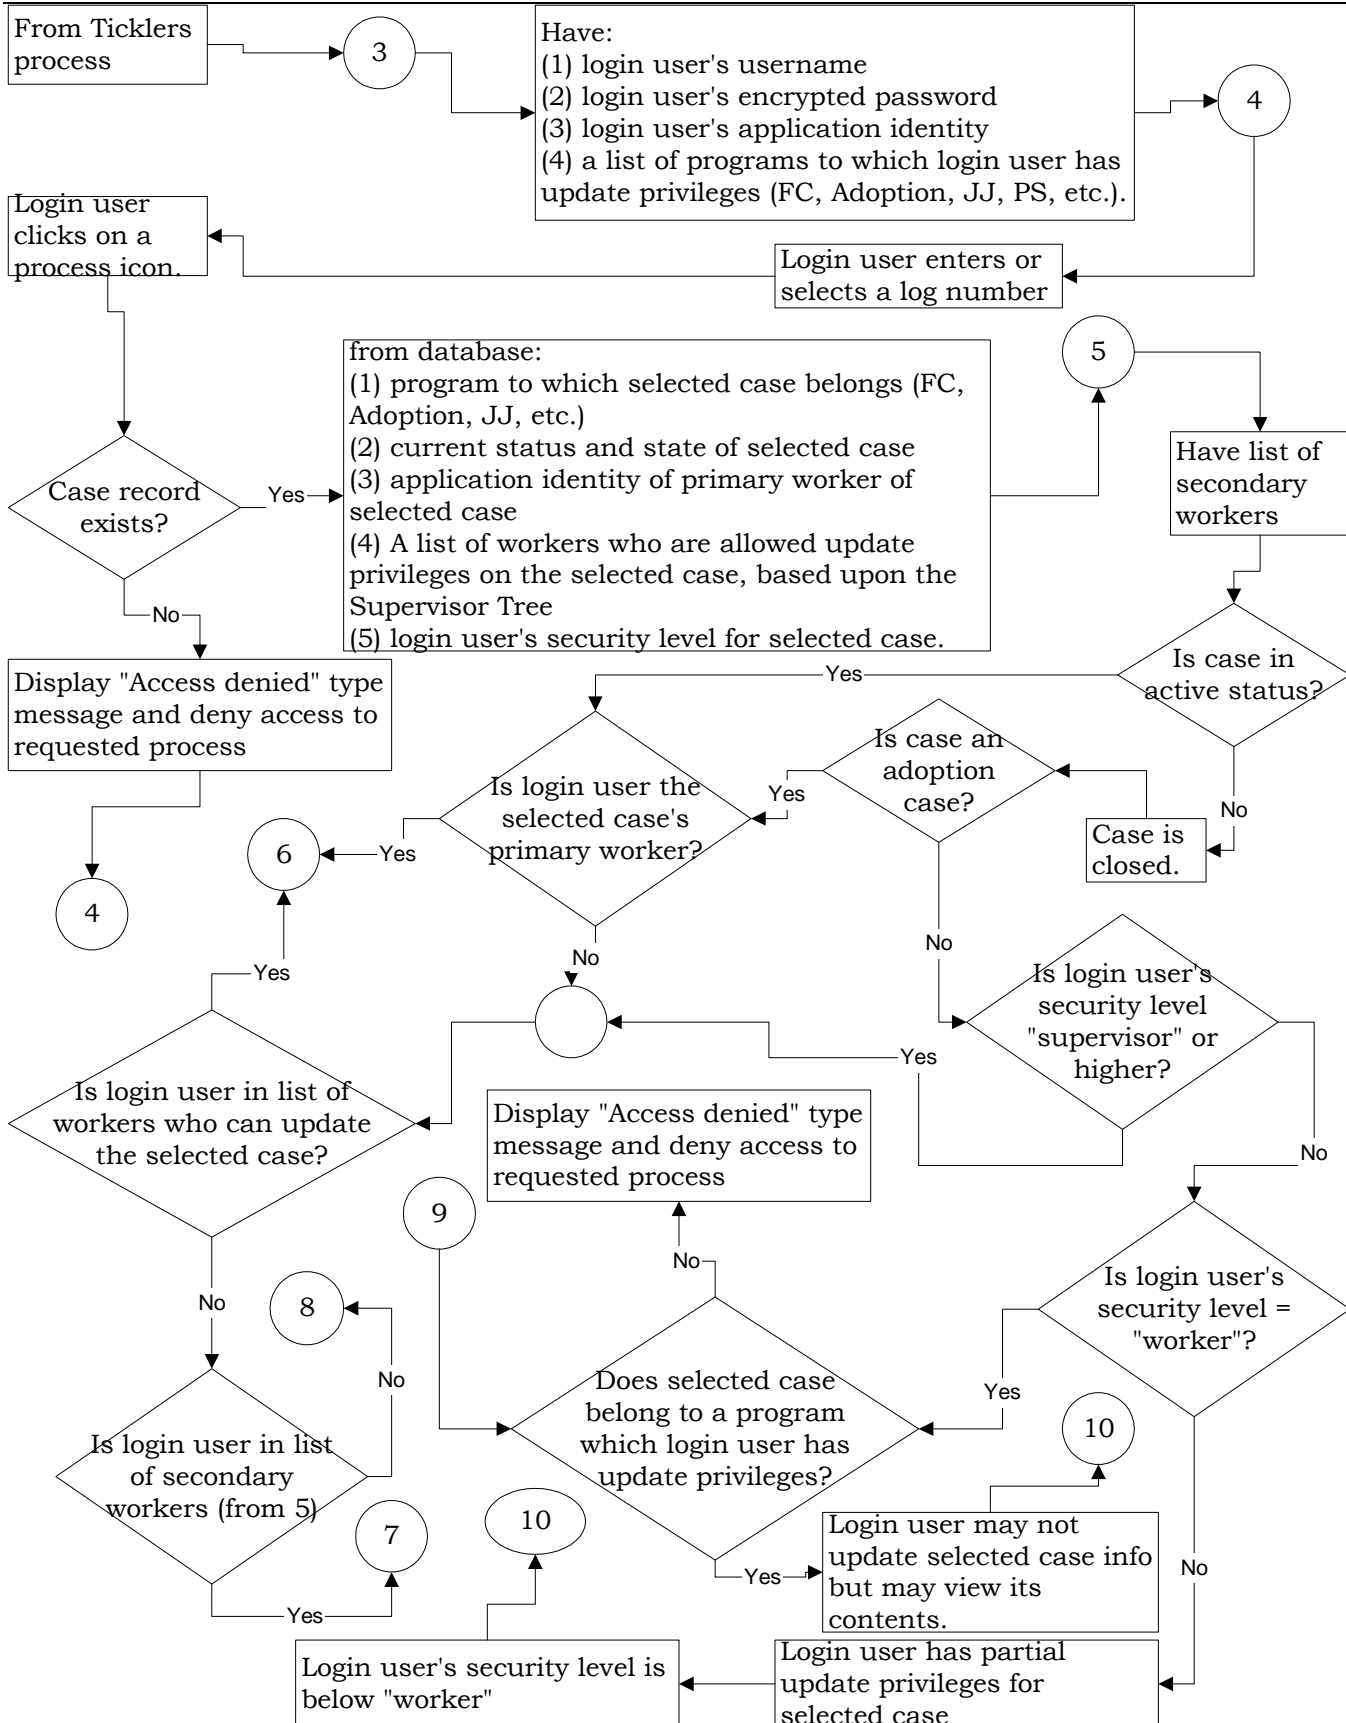 From Ticklers
process
3
Have:
(1) login user's username
(2) login user's encrypted password
(3) login user's application identity
(4) a list of programs to which login user has
update privileges (FC, Adoption, JJ, PS, etc.).
4
Login user
clicks on a
process icon.
Login user enters or
selects a log number
from database:
(1) program to which selected case belongs (FC,
Adoption, JJ, etc.)
(2) current status and state of selected case
(3) application identity of primary worker of
selected case
(4) A list of workers who are allowed update
privileges on the selected case, based upon the
Supervisor Tree
(5) login user's security level for selected case.
5
Have list of
secondary
workers
Case record
exists?
Yes
No
Display "Access denied" type
message and deny access to
requested process
4
Is case in
active status?
Yes
No
Case is
closed.
Is case an
adoption
case?
Yes
No
Is login user the
selected case's
primary worker?
Yes
No
6
Yes
Is login user's
security level
"supervisor" or
higher?
Yes
No
Is login user in list of
workers who can update
the selected case?
No
Display "Access denied" type
message and deny access to
requested process
9
No
8
No
Is login user's
security level =
"worker"?
Yes
No
Does selected case
belong to a program
which login user has
update privileges?
Yes
10
Is login user in list
of secondary
workers (from 5)
Yes
7
10
Login user may not
update selected case info
but may view its
contents.
Login user's security level is
below "worker"
Login user has partial
update privileges for
selected case